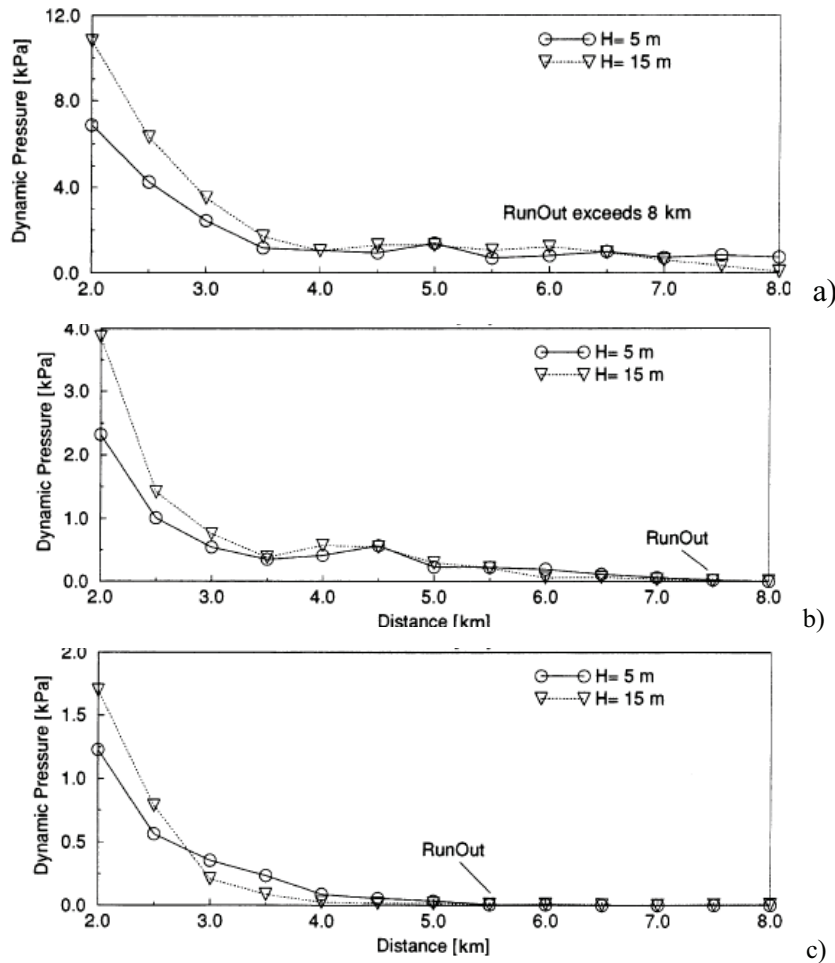 12.0
8.0
4.0
0.0
Dynamic Pressure [kPa]
H= 5 m
H= 15 m
RunOut exceeds 8 km
2.0 3.0 4.0 5.0 6.0 7.0 8.0
a)
4.0
3.0
2.0
1.0
0.0
Dynamic Pressure [kPa]
H= 5 m
H= 15 m
RunOut
2.0 3.0 4.0 5.0 6.0 7.0 8.0
Distance [km]
b)
2.0
1.5
1.0
0.5
0.0
Dynamic Pressure [kPa]
H= 5 m
H= 15 m
RunOut
2.0 3.0 4.0 5.0 6.0 7.0 8.0
Distance [km]
c)